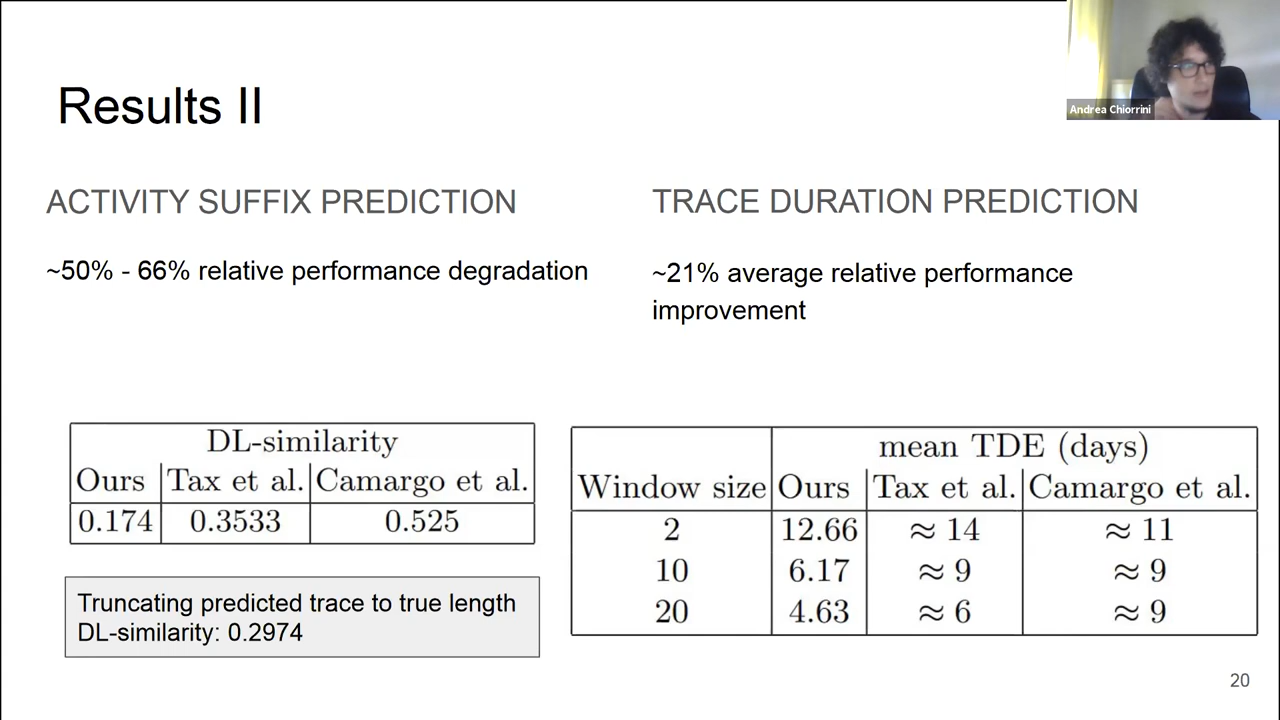 Andrea Chiorrini
Results II
ACTIVITY SUFFIX PREDICTION
~50% - 66% relative performance degradation
DL-similarity
Ours Tax et al. Camargo et al.
0.174 0.3533 0.525
Truncating predicted trace to true length
DL-similarity: 0.2974
TRACE DURATION PREDICTION
~21% average relative performance
improvement
mean TDE (days)
Window size Ours Tax et al. Camargo et al.
2 12.66 ≈ 14 ≈ 11
10 6.17 ≈ 9 ≈ 9
20 4.63 ≈ 6 ≈ 9
20